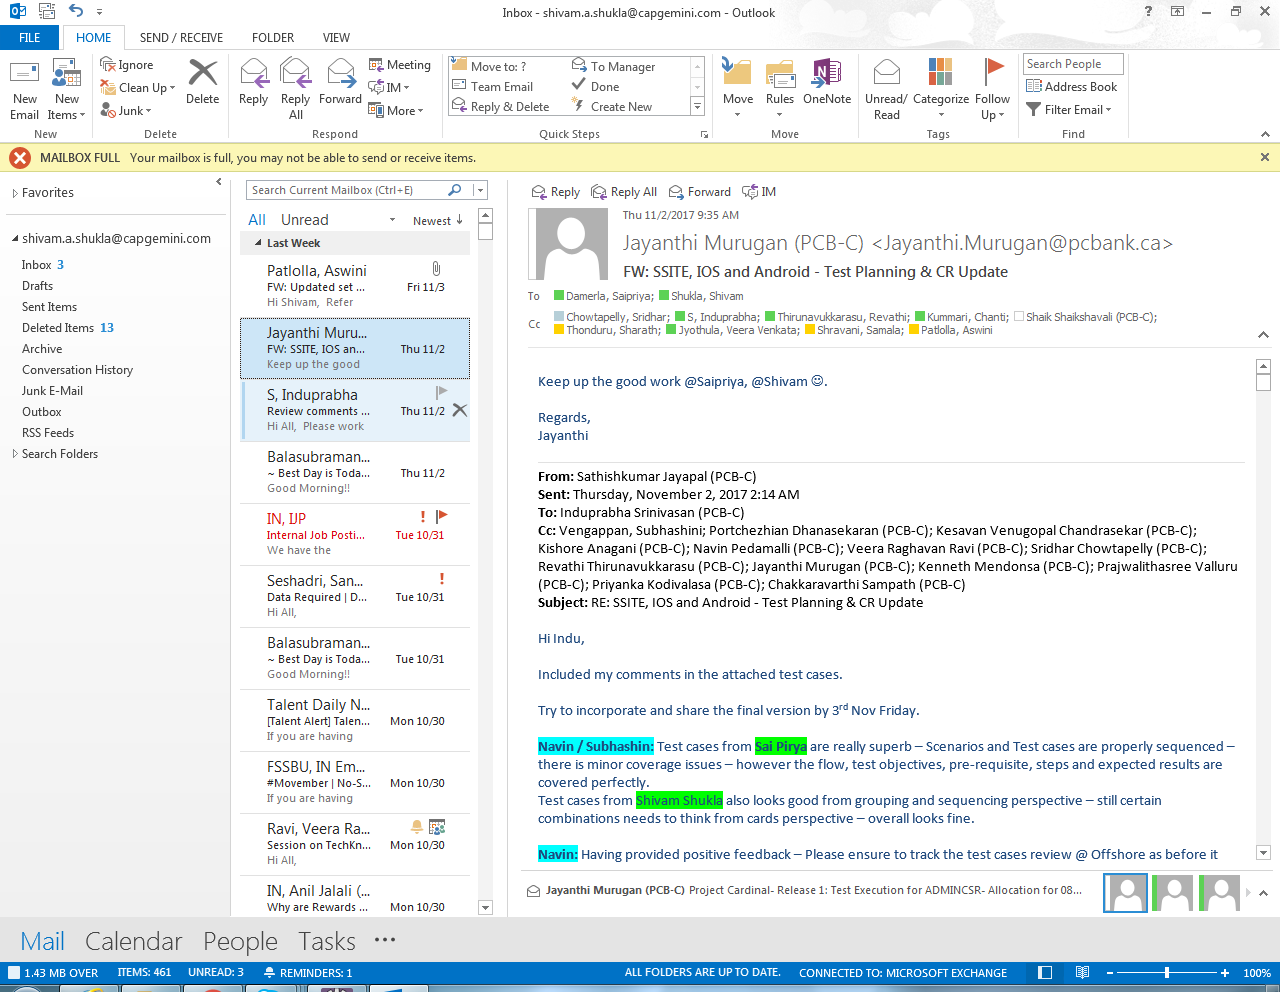 Inbox - shivam.a.shukla@capgemini.com - Outlook
FILE HOME SEND / RECEIVE FOLDER VIEW
New Email
New Items
New
Ignore
Clean Up
Junk
Delete
Delete
Reply
Reply All
Forward
Meeting
IM
More
Respond
Move to: ?
Team Email
Reply & Delete
To Manager
Done
Create New
Quick Steps
Move
Rules
OneNote
Move
Unread/ Read
Categorize
Follow Up
Tags
Search People
Address Book
Filter Email
Find
MAILBOX FULL Your mailbox is full, you may not be able to send or receive items.
Favorites
shivam.a.shukla@capgemini.com
Inbox 3
Drafts
Sent Items
Deleted Items 13
Archive
Conversation History
Junk E-Mail
Outbox
RSS Feeds
Search Folders
Search Current Mailbox (Ctrl+E)
All Unread Newest
Last Week
Patlolla, Aswini
FW: Updated set ... Fri 11/3
Hi Shivam, Refer
Jayanthi Muru...
FW: SSITE, IOS an... Thu 11/2
Keep up the good
S, Induprabha
Review comments ... Thu 11/2
Hi All, Please work
Balasubraman...
~ Best Day is Toda... Thu 11/2
Good Morning!!
IN, IJP
Internal Job Posti... Tue 10/31
We have the
Seshadri, San...
Data Required | D... Tue 10/31
Hi All,
Balasubraman...
~ Best Day is Toda... Tue 10/31
Good Morning!!
Talent Daily N...
[Talent Alert] Talen... Mon 10/30
If you are having
FSSBU, IN Em...
#Movember | No-S... Mon 10/30
If you are having
Ravi, Veera Ra...
Session on TechKn... Mon 10/30
Hi All,
IN, Anil Jalali (...
Why are Rewards ... Mon 10/30
Reply Reply All Forward IM
Thu 11/2/2017 9:35 AM
Jayanthi Murugan (PCB-C) <Jayanthi.Murugan@pcbank.ca>
FW: SSITE, IOS and Android - Test Planning & CR Update
To Damerla, Saipriya; Shukla, Shivam
Cc Chowtapelly, Sridhar; S, Induprabha; Thirunavukkarasu, Revathi; Kummari, Chanti; Shaik Shaikshavali (PCB-C);
Thonduru, Sharath; Jyothula, Veera Venkata; Shravani, Samala; Patlolla, Aswini
Keep up the good work @Saipriya, @Shivam ☺.
Regards,
Jayanthi
From: Sathishkumar Jayapal (PCB-C)
Sent: Thursday, November 2, 2017 2:14 AM
To: Induprabha Srinivasan (PCB-C)
Cc: Vengappan, Subhashini; Portchezhian Dhanasekaran (PCB-C); Kesavan Venugopal Chandrasekar (PCB-C);
Kishore Anagani (PCB-C); Navin Pedamalli (PCB-C); Veera Raghavan Ravi (PCB-C); Sridhar Chowtapelly (PCB-C);
Revathi Thirunavukkarasu (PCB-C); Jayanthi Murugan (PCB-C); Kenneth Mendonsa (PCB-C); Prajwalithasree Valluru
(PCB-C); Priyanka Kodivalasa (PCB-C); Chakkaravarthi Sampath (PCB-C)
Subject: RE: SSITE, IOS and Android - Test Planning & CR Update
Hi Indu,
Included my comments in the attached test cases.
Try to incorporate and share the final version by 3rd Nov Friday.
Navin / Subhashin: Test cases from Sai Pirya are really superb – Scenarios and Test cases are properly sequenced –
there is minor coverage issues – however the flow, test objectives, pre-requisite, steps and expected results are
covered perfectly.
Test cases from Shivam Shukla also looks good from grouping and sequencing perspective – still certain
combinations needs to think from cards perspective – overall looks fine.
Navin: Having provided positive feedback – Please ensure to track the test cases review @ Offshore as before it
Jayanthi Murugan (PCB-C) Project Cardinal- Release 1: Test Execution for ADMINCSR- Allocation for 08...
Mail Calendar People Tasks ...
1.43 MB OVER ITEMS: 461 UNREAD: 3 REMINDERS: 1 ALL FOLDERS ARE UP TO DATE. CONNECTED TO: MICROSOFT EXCHANGE 100%